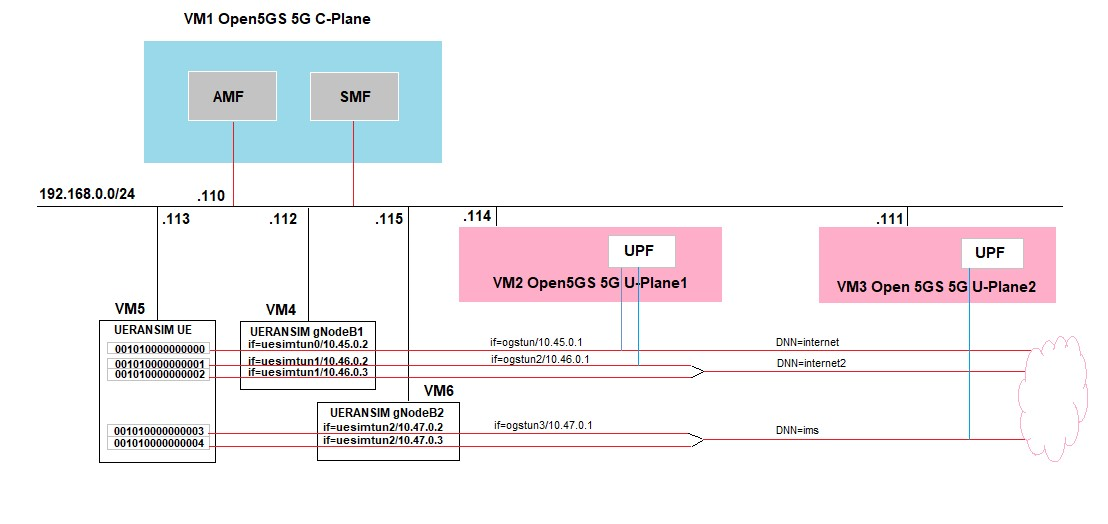 VM1 Open5GS 5G C-Plane
AMF
SMF
192.168.0.0/24
.110
.113
.112
.115
.114
.111
UPF
UPF
VM2 Open5GS 5G U-Plane1
VM3 Open 5GS 5G U-Plane2
VM5
VM4
UERANSIM UE
UERANSIM gNodeB1
if=uesimtun0/10.45.0.2
if=ogstun/10.45.0.1
DNN=internet
001010000000000
if=uesimtun1/10.46.0.2
if=ogstun2/10.46.0.1
DNN=internet2
001010000000001
if=uesimtun1/10.46.0.3
001010000000002
VM6
UERANSIM gNodeB2
if=uesimtun2/10.47.0.2
if=ogstun3/10.47.0.1
DNN=ims
001010000000003
if=uesimtun2/10.47.0.3
001010000000004